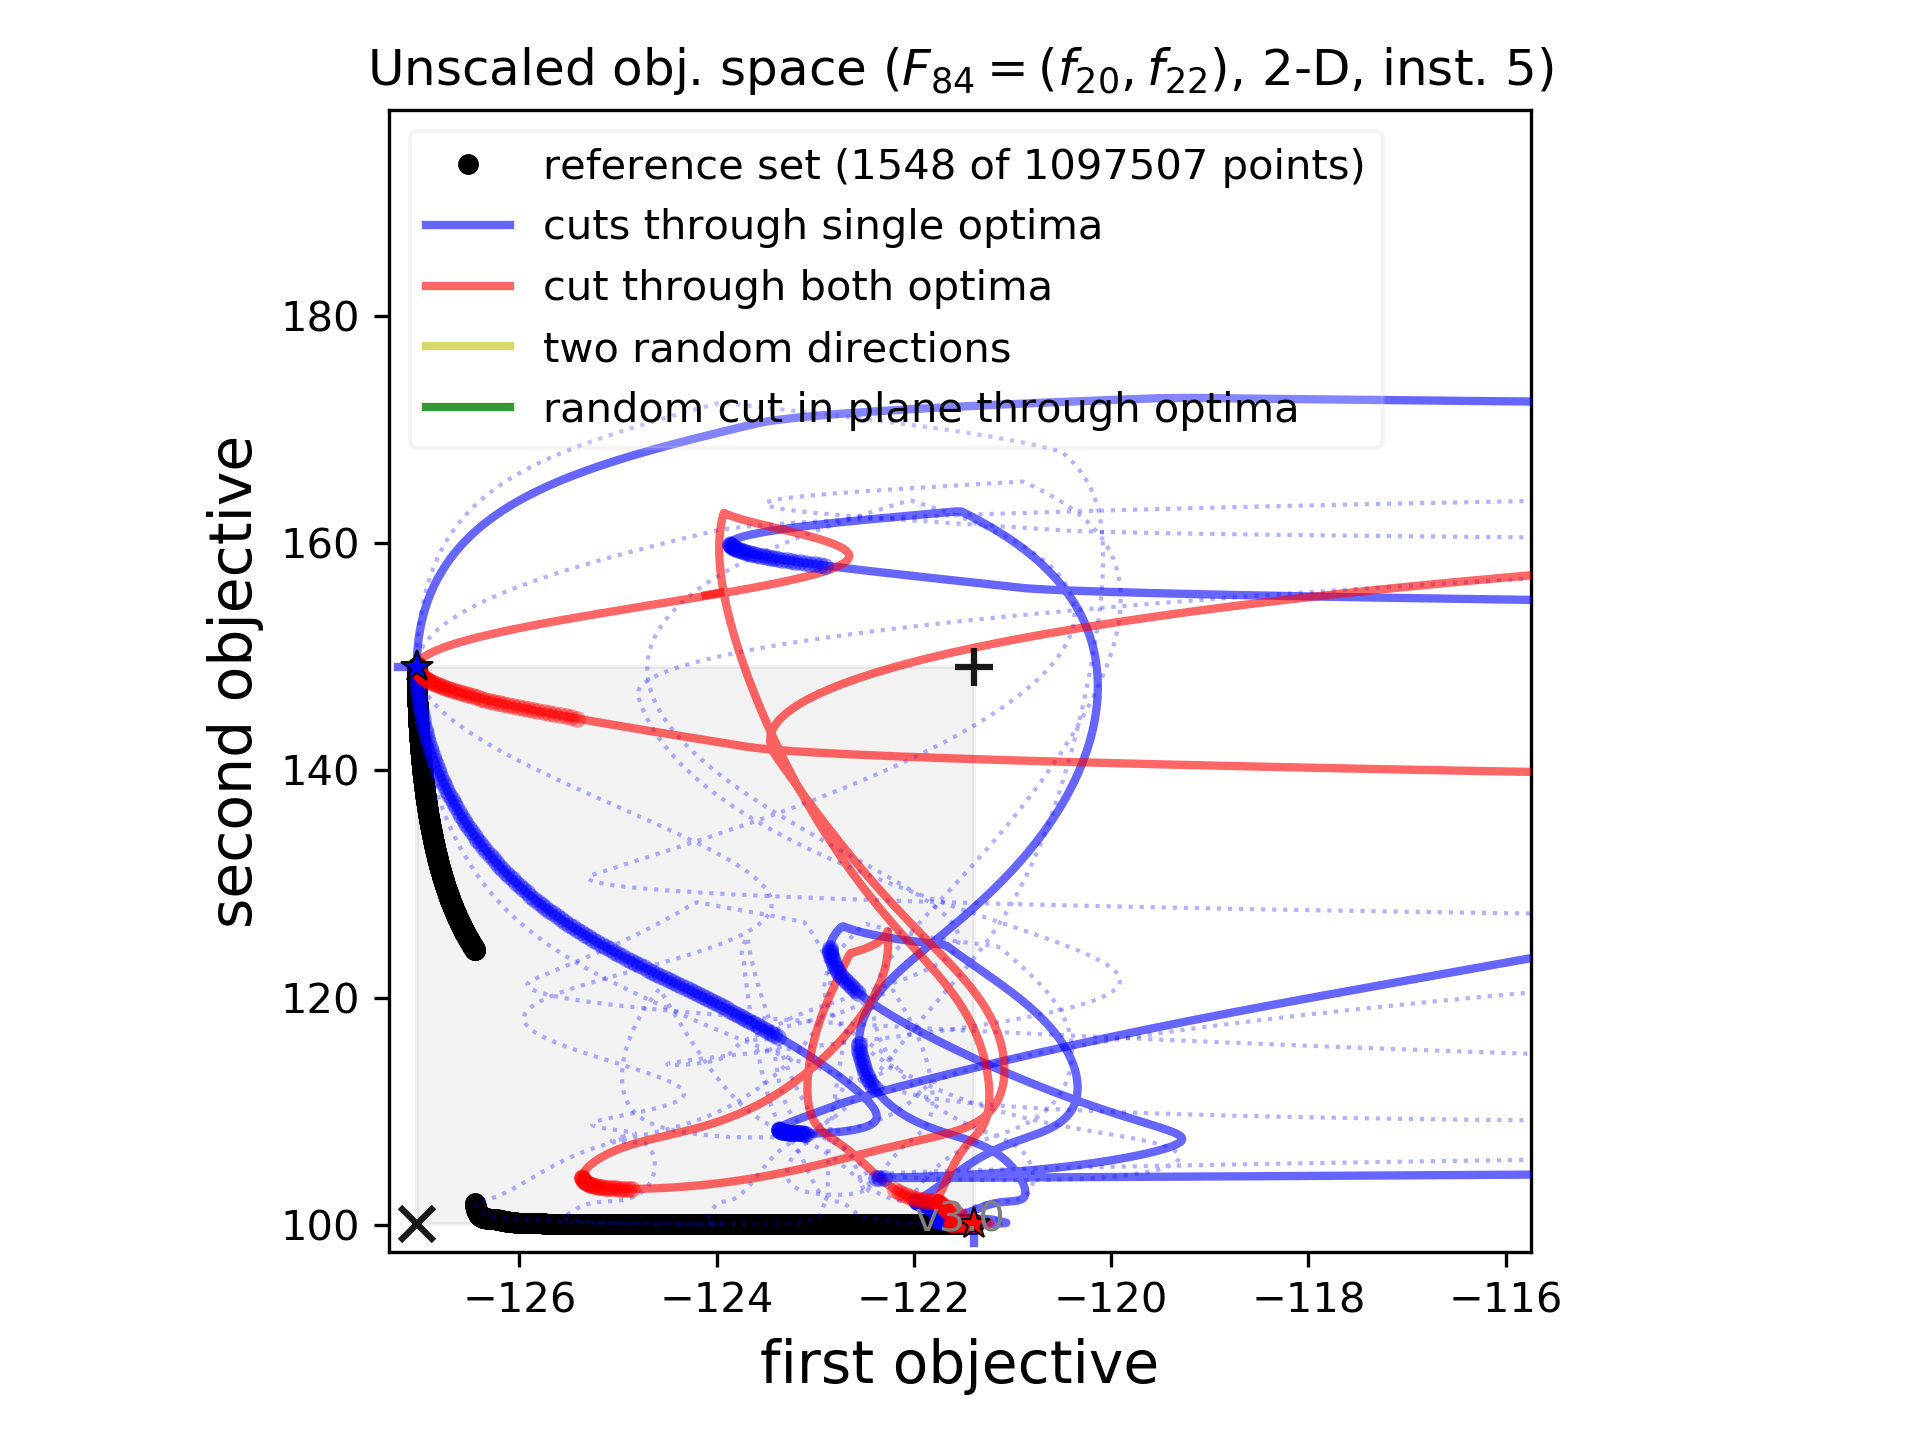 Unscaled obj. space (F84 = (f20, f22), 2-D, inst. 5)
reference set (1548 of 1097507 points)
cuts through single optima
cut through both optima
two random directions
random cut in plane through optima
second objective
180
160
140
120
100
v3.0
−126 −124 −122 −120 −118 −116
first objective